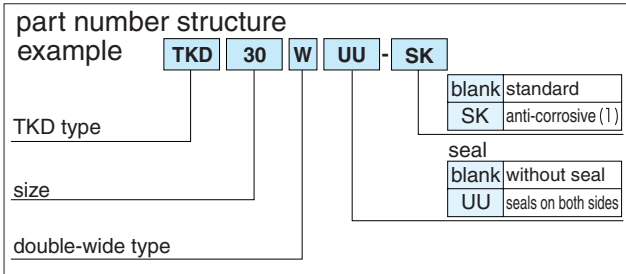 part number structure
example TKD 30 W UU - SK
blank standard
SK anti-corrosive (1)
TKD type
seal
blank without seal
size
UU seals on both sides
double-wide type